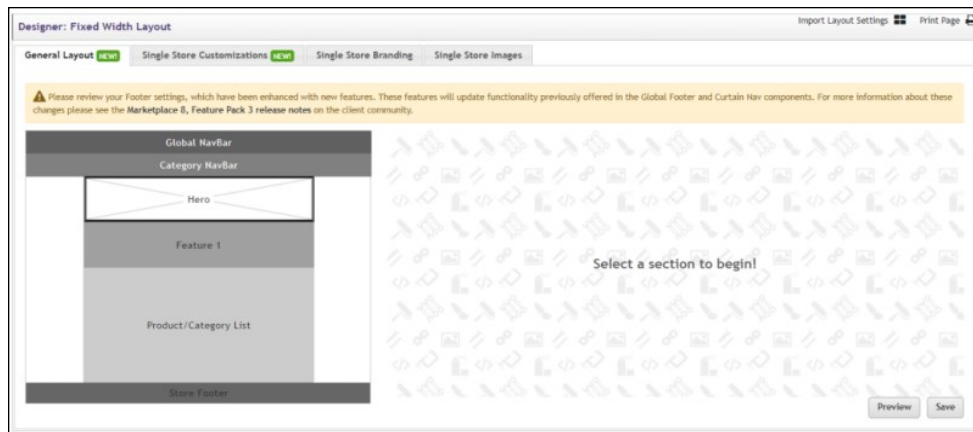 Designer: Fixed Width Layout
Import Layout Settings
Print Page
General Layout NEW!
Single Store Customizations NEW!
Single Store Branding
Single Store Images
Please review your Footer settings, which have been enhanced with new features. These features will update functionality previously offered in the Global Footer and Curtain Nav components. For more information about these
changes please see the Marketplace 8, Feature Pack 3 release notes on the client community.
Global NavBar
Category NavBar
Hero
Feature 1
Product/Category List
Store Footer
Select a section to begin!
Preview
Save